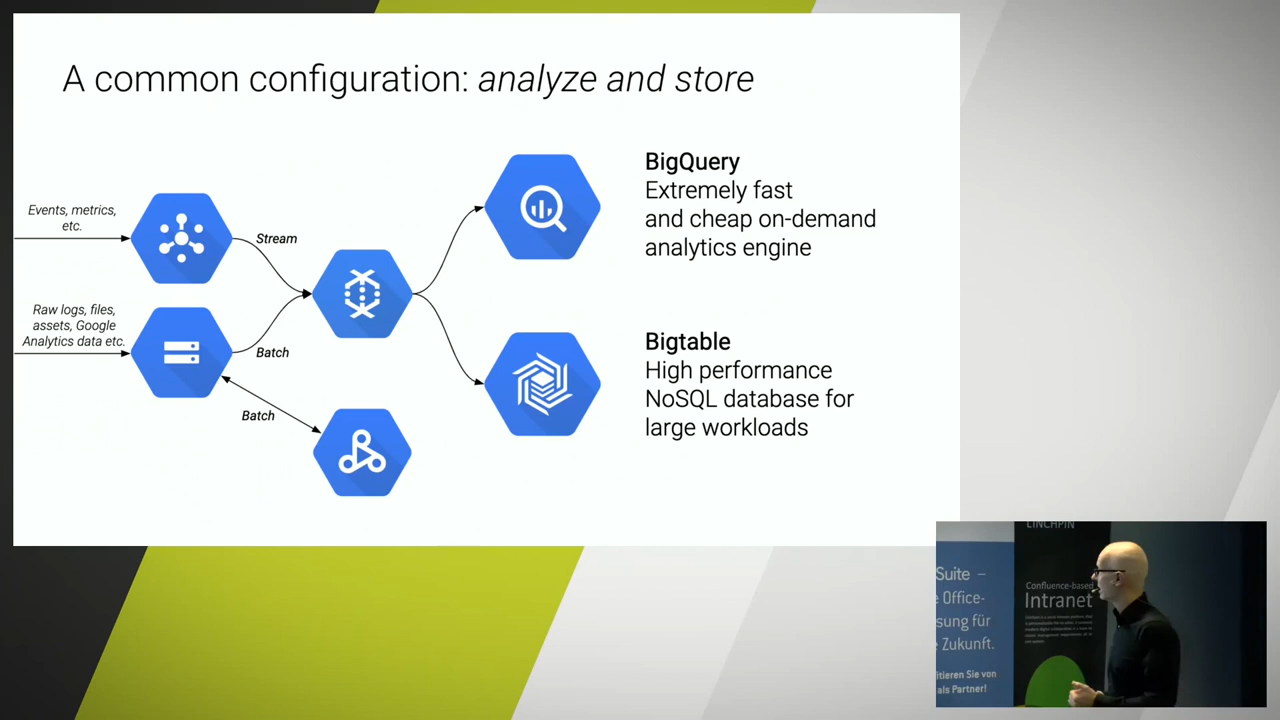 A common configuration: analyze and store
Events, metrics,
etc.
Stream
Raw logs, files,
assets, Google
Analytics data etc.
Batch
Batch
BigQuery
Extremely fast
and cheap on-demand
analytics engine
Bigtable
High performance
NoSQL database for
large workloads
LINCHPIN
Suite –
e Office-
sung für
e Zukunft.
itieren Sie von
als Partner!
Confluence-based
Intranet